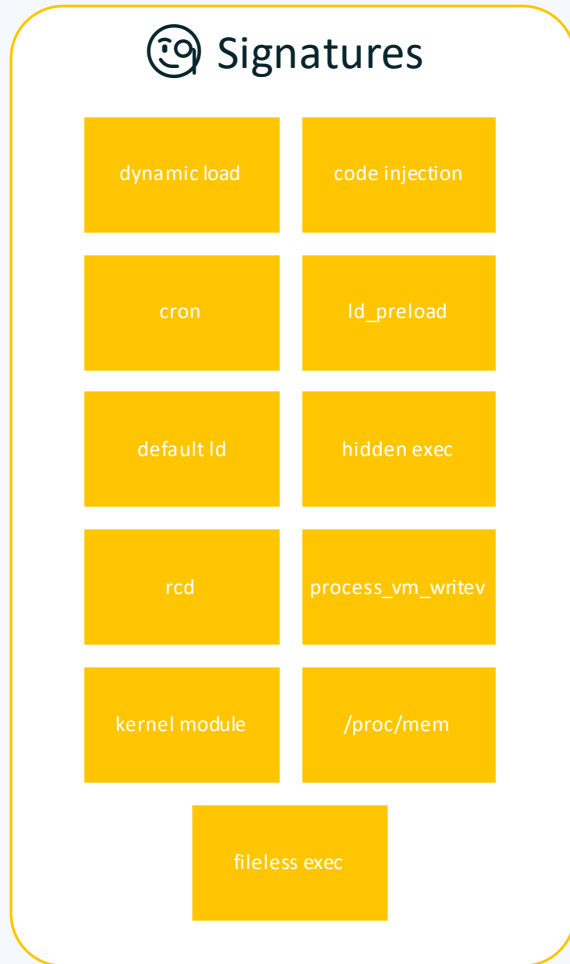 Signatures
dynamic load
code injection
cron
ld_preload
default ld
hidden exec
rcd
process_vm_writev
kernel module
/proc/mem
fileless exec